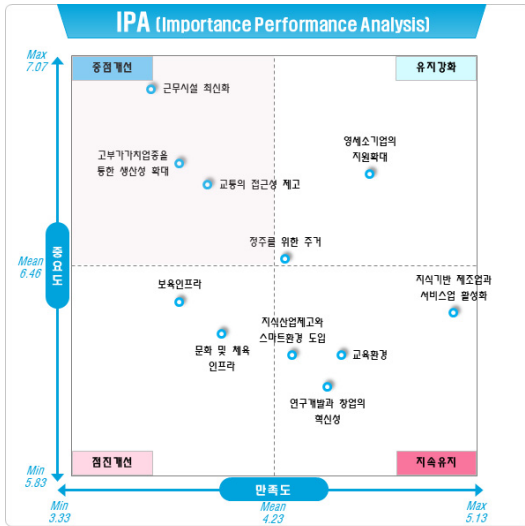 IPA (Importance Performance Analysis)
Max
7.07
중점개선
유지강화
근무시설 최신화
영세소기업의
지원확대
고부가가치업종을
통한 생산성 확대
교통의 접근성 제고
정주를 위한 주거
Mean
6.46
중요도
보육인프라
지식기반 제조업과
서비스업 활성화
지식산업제고와
스마트환경 도입
문화 및 체육
인프라
교육환경
연구개발과 창업의
혁신성
점진개선
지속유지
Min
5.83
만족도
Min
3.33
Mean
4.23
Max
5.13